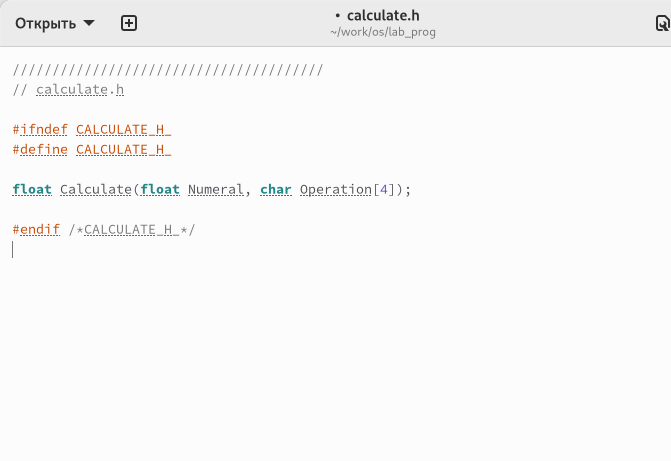 Открыть
• calculate.h
~/work/os/lab_prog
///////////////////////////////////////
// calculate.h
#ifndef CALCULATE_H_
#define CALCULATE_H_
float Calculate(float Numeral, char Operation[4]);
#endif /*CALCULATE_H_*/